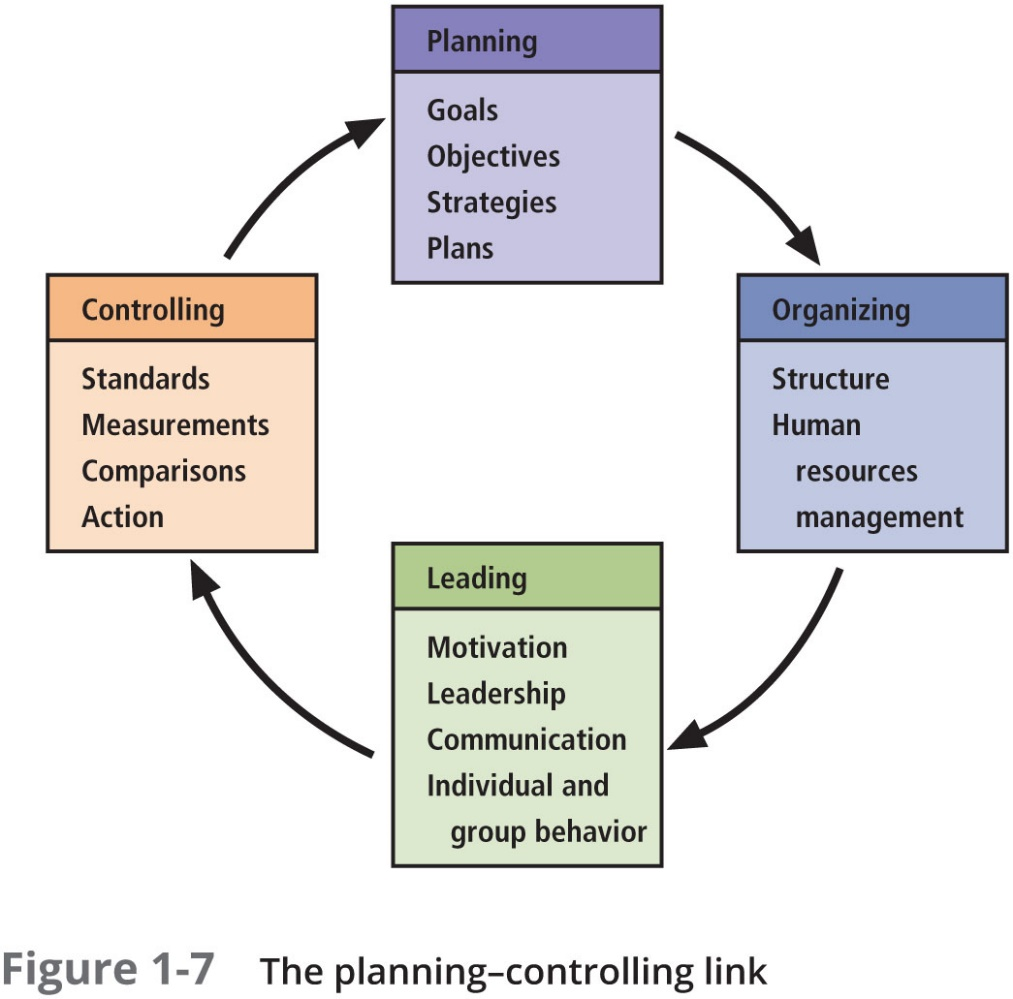 Planning
Goals
Objectives
Strategies
Plans
Organizing
Structure
Human
resources
management
Leading
Motivation
Leadership
Communication
Individual and
group behavior
Controlling
Standards
Measurements
Comparisons
Action
Figure 1-7 The planning–controlling link